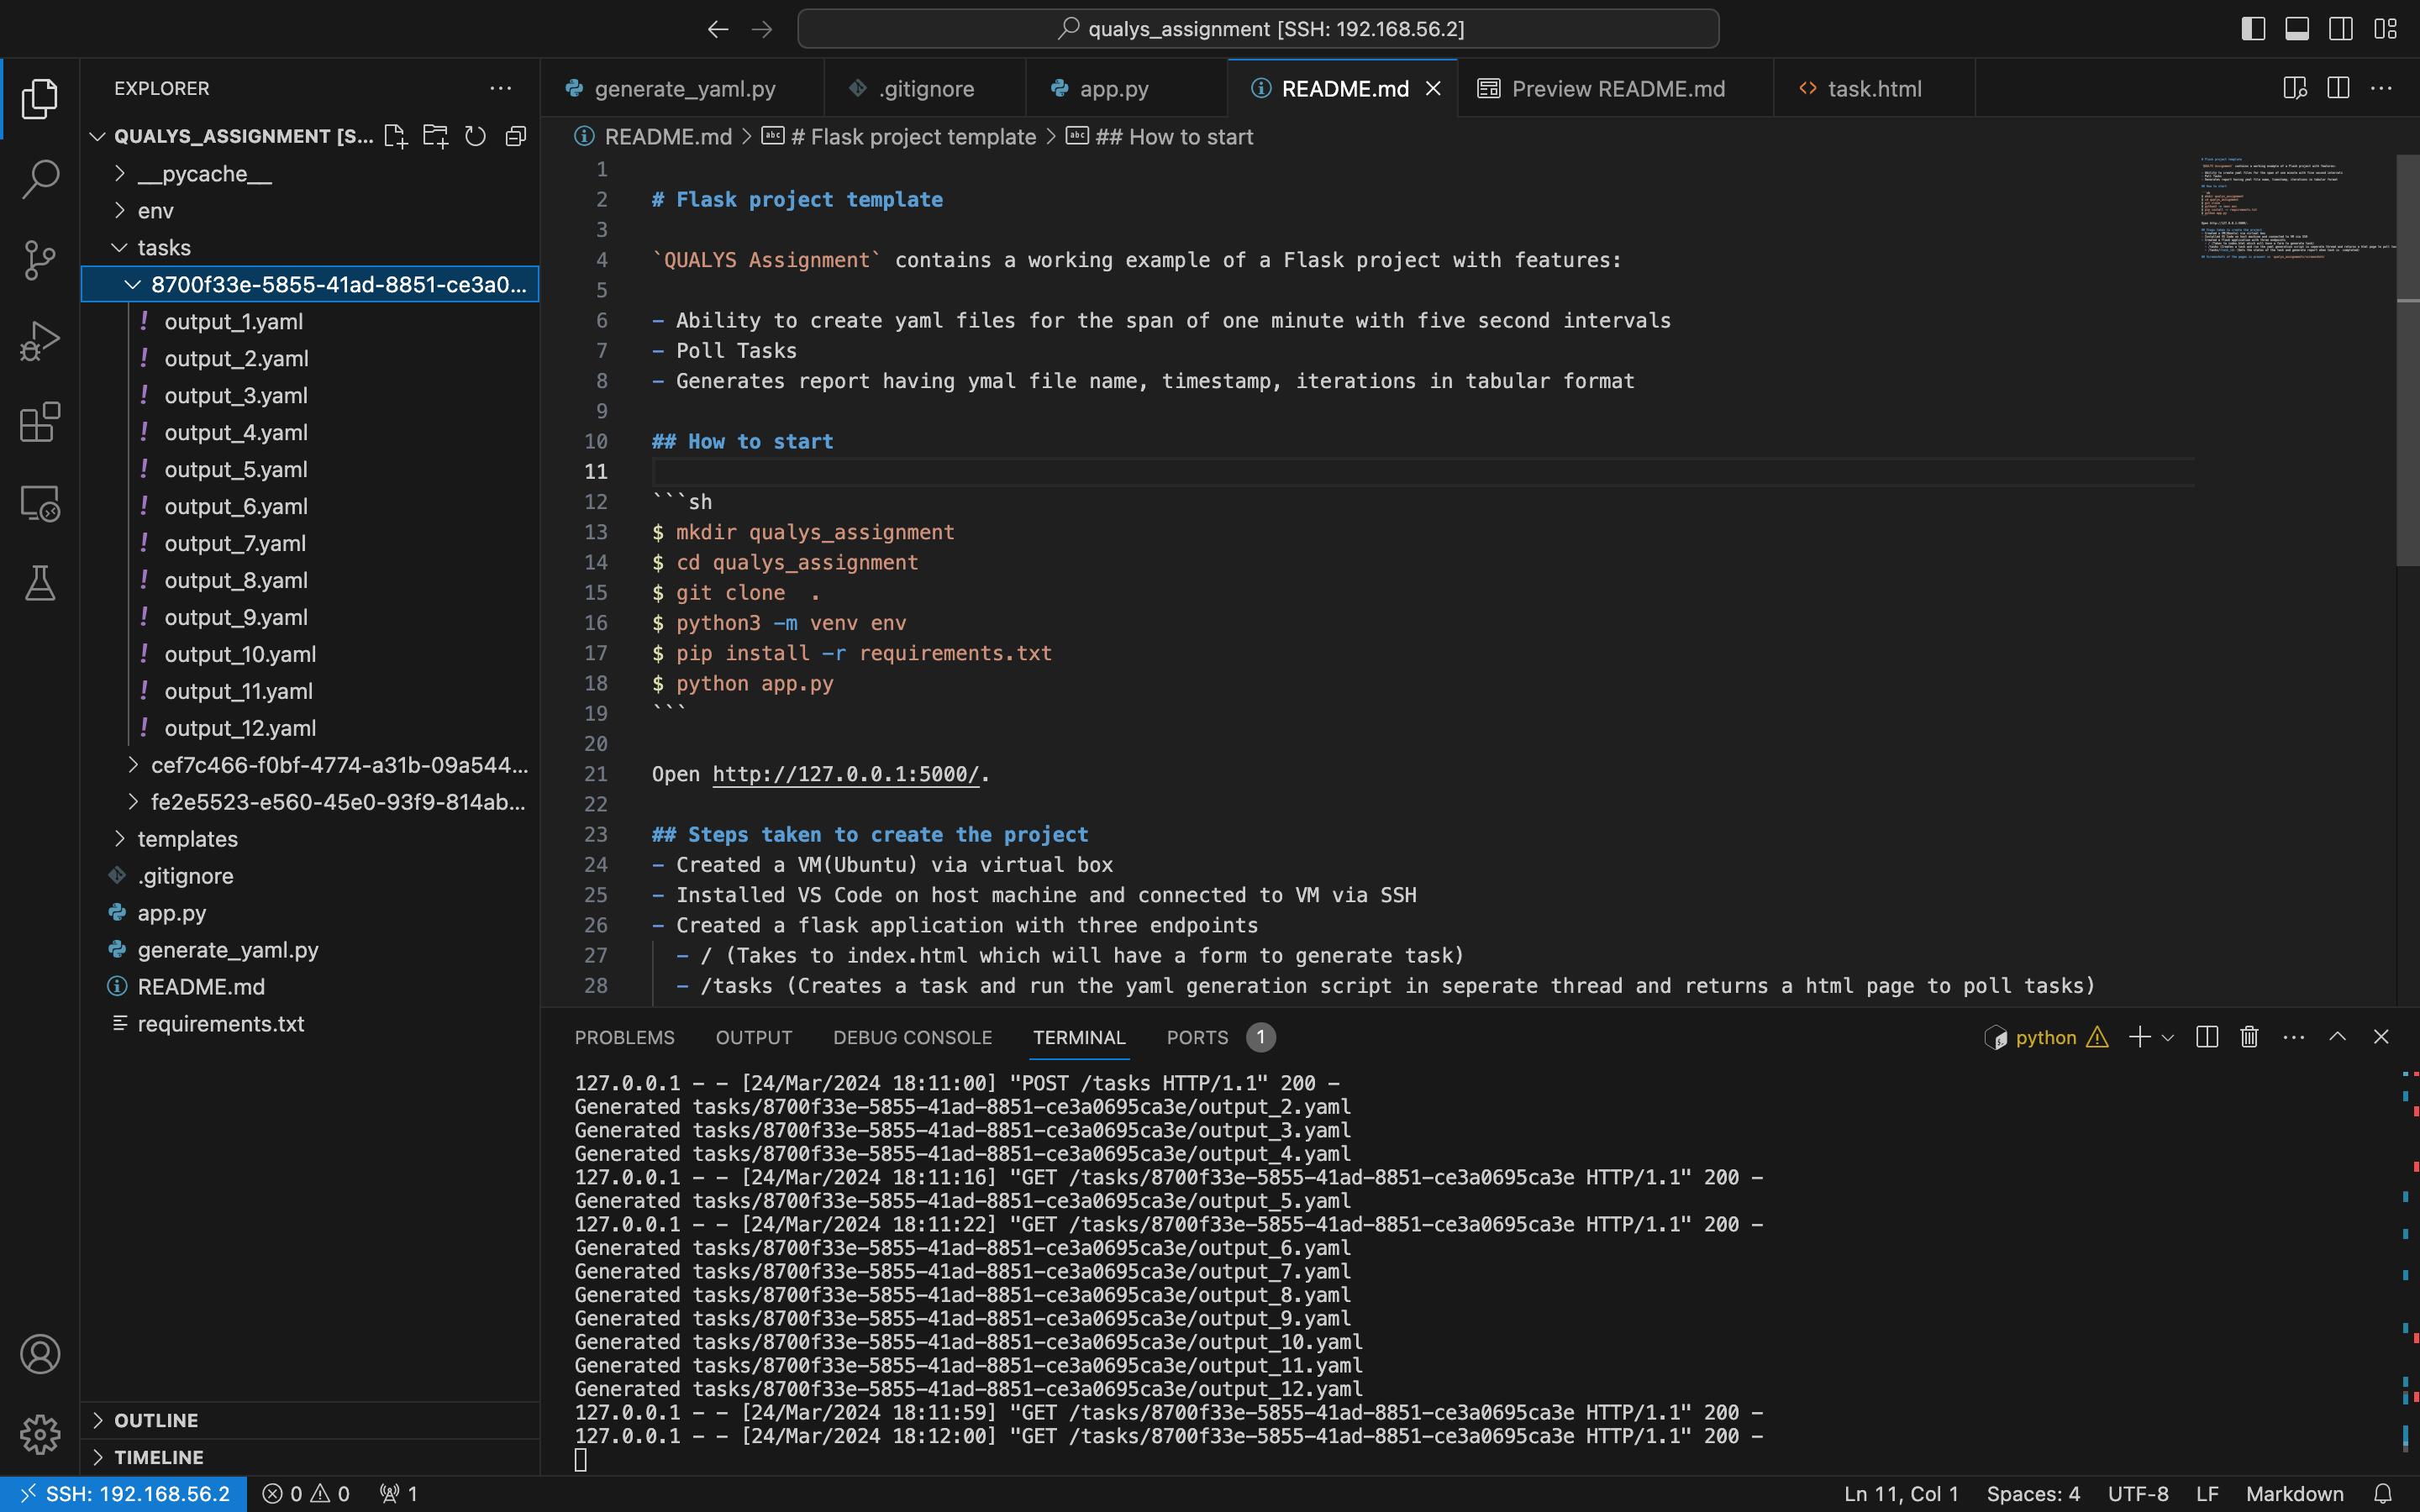 qualys_assignment [SSH: 192.168.56.2]
EXPLORER
QUALYS_ASSIGNMENT [S...
__pycache__
env
tasks
8700f33e-5855-41ad-8851-ce3a0...
! output_1.yaml
! output_2.yaml
! output_3.yaml
! output_4.yaml
! output_5.yaml
! output_6.yaml
! output_7.yaml
! output_8.yaml
! output_9.yaml
! output_10.yaml
! output_11.yaml
! output_12.yaml
cef7c466-f0bf-4774-a31b-09a544...
fe2e5523-e560-45e0-93f9-814ab...
templates
.gitignore
app.py
generate_yaml.py
README.md
requirements.txt
OUTLINE
TIMELINE
generate_yaml.py .gitignore app.py README.md Preview README.md task.html
README.md > # Flask project template > ## How to start
1
2 # Flask project template
3
4 `QUALYS Assignment` contains a working example of a Flask project with features:
5
6 - Ability to create yaml files for the span of one minute with five second intervals
7 - Poll Tasks
8 - Generates report having ymal file name, timestamp, iterations in tabular format
9
10 ## How to start
11
12 ```sh
13 $ mkdir qualys_assignment
14 $ cd qualys_assignment
15 $ git clone  .
16 $ python3 -m venv env
17 $ pip install -r requirements.txt
18 $ python app.py
19 ```
20
21 Open http://127.0.0.1:5000/.
22
23 ## Steps taken to create the project
24 - Created a VM(Ubuntu) via virtual box
25 - Installed VS Code on host machine and connected to VM via SSH
26 - Created a flask application with three endpoints
27 - / (Takes to index.html which will have a form to generate task)
28 - /tasks (Creates a task and run the yaml generation script in seperate thread and returns a html page to poll tasks)
PROBLEMS OUTPUT DEBUG CONSOLE TERMINAL PORTS 1 python
127.0.0.1 - - [24/Mar/2024 18:11:00] "POST /tasks HTTP/1.1" 200 -
Generated tasks/8700f33e-5855-41ad-8851-ce3a0695ca3e/output_2.yaml
Generated tasks/8700f33e-5855-41ad-8851-ce3a0695ca3e/output_3.yaml
Generated tasks/8700f33e-5855-41ad-8851-ce3a0695ca3e/output_4.yaml
127.0.0.1 - - [24/Mar/2024 18:11:16] "GET /tasks/8700f33e-5855-41ad-8851-ce3a0695ca3e HTTP/1.1" 200 -
Generated tasks/8700f33e-5855-41ad-8851-ce3a0695ca3e/output_5.yaml
127.0.0.1 - - [24/Mar/2024 18:11:22] "GET /tasks/8700f33e-5855-41ad-8851-ce3a0695ca3e HTTP/1.1" 200 -
Generated tasks/8700f33e-5855-41ad-8851-ce3a0695ca3e/output_6.yaml
Generated tasks/8700f33e-5855-41ad-8851-ce3a0695ca3e/output_7.yaml
Generated tasks/8700f33e-5855-41ad-8851-ce3a0695ca3e/output_8.yaml
Generated tasks/8700f33e-5855-41ad-8851-ce3a0695ca3e/output_9.yaml
Generated tasks/8700f33e-5855-41ad-8851-ce3a0695ca3e/output_10.yaml
Generated tasks/8700f33e-5855-41ad-8851-ce3a0695ca3e/output_11.yaml
Generated tasks/8700f33e-5855-41ad-8851-ce3a0695ca3e/output_12.yaml
127.0.0.1 - - [24/Mar/2024 18:11:59] "GET /tasks/8700f33e-5855-41ad-8851-ce3a0695ca3e HTTP/1.1" 200 -
127.0.0.1 - - [24/Mar/2024 18:12:00] "GET /tasks/8700f33e-5855-41ad-8851-ce3a0695ca3e HTTP/1.1" 200 -
SSH: 192.168.56.2 0 0 1 Ln 11, Col 1 Spaces: 4 UTF-8 LF Markdown